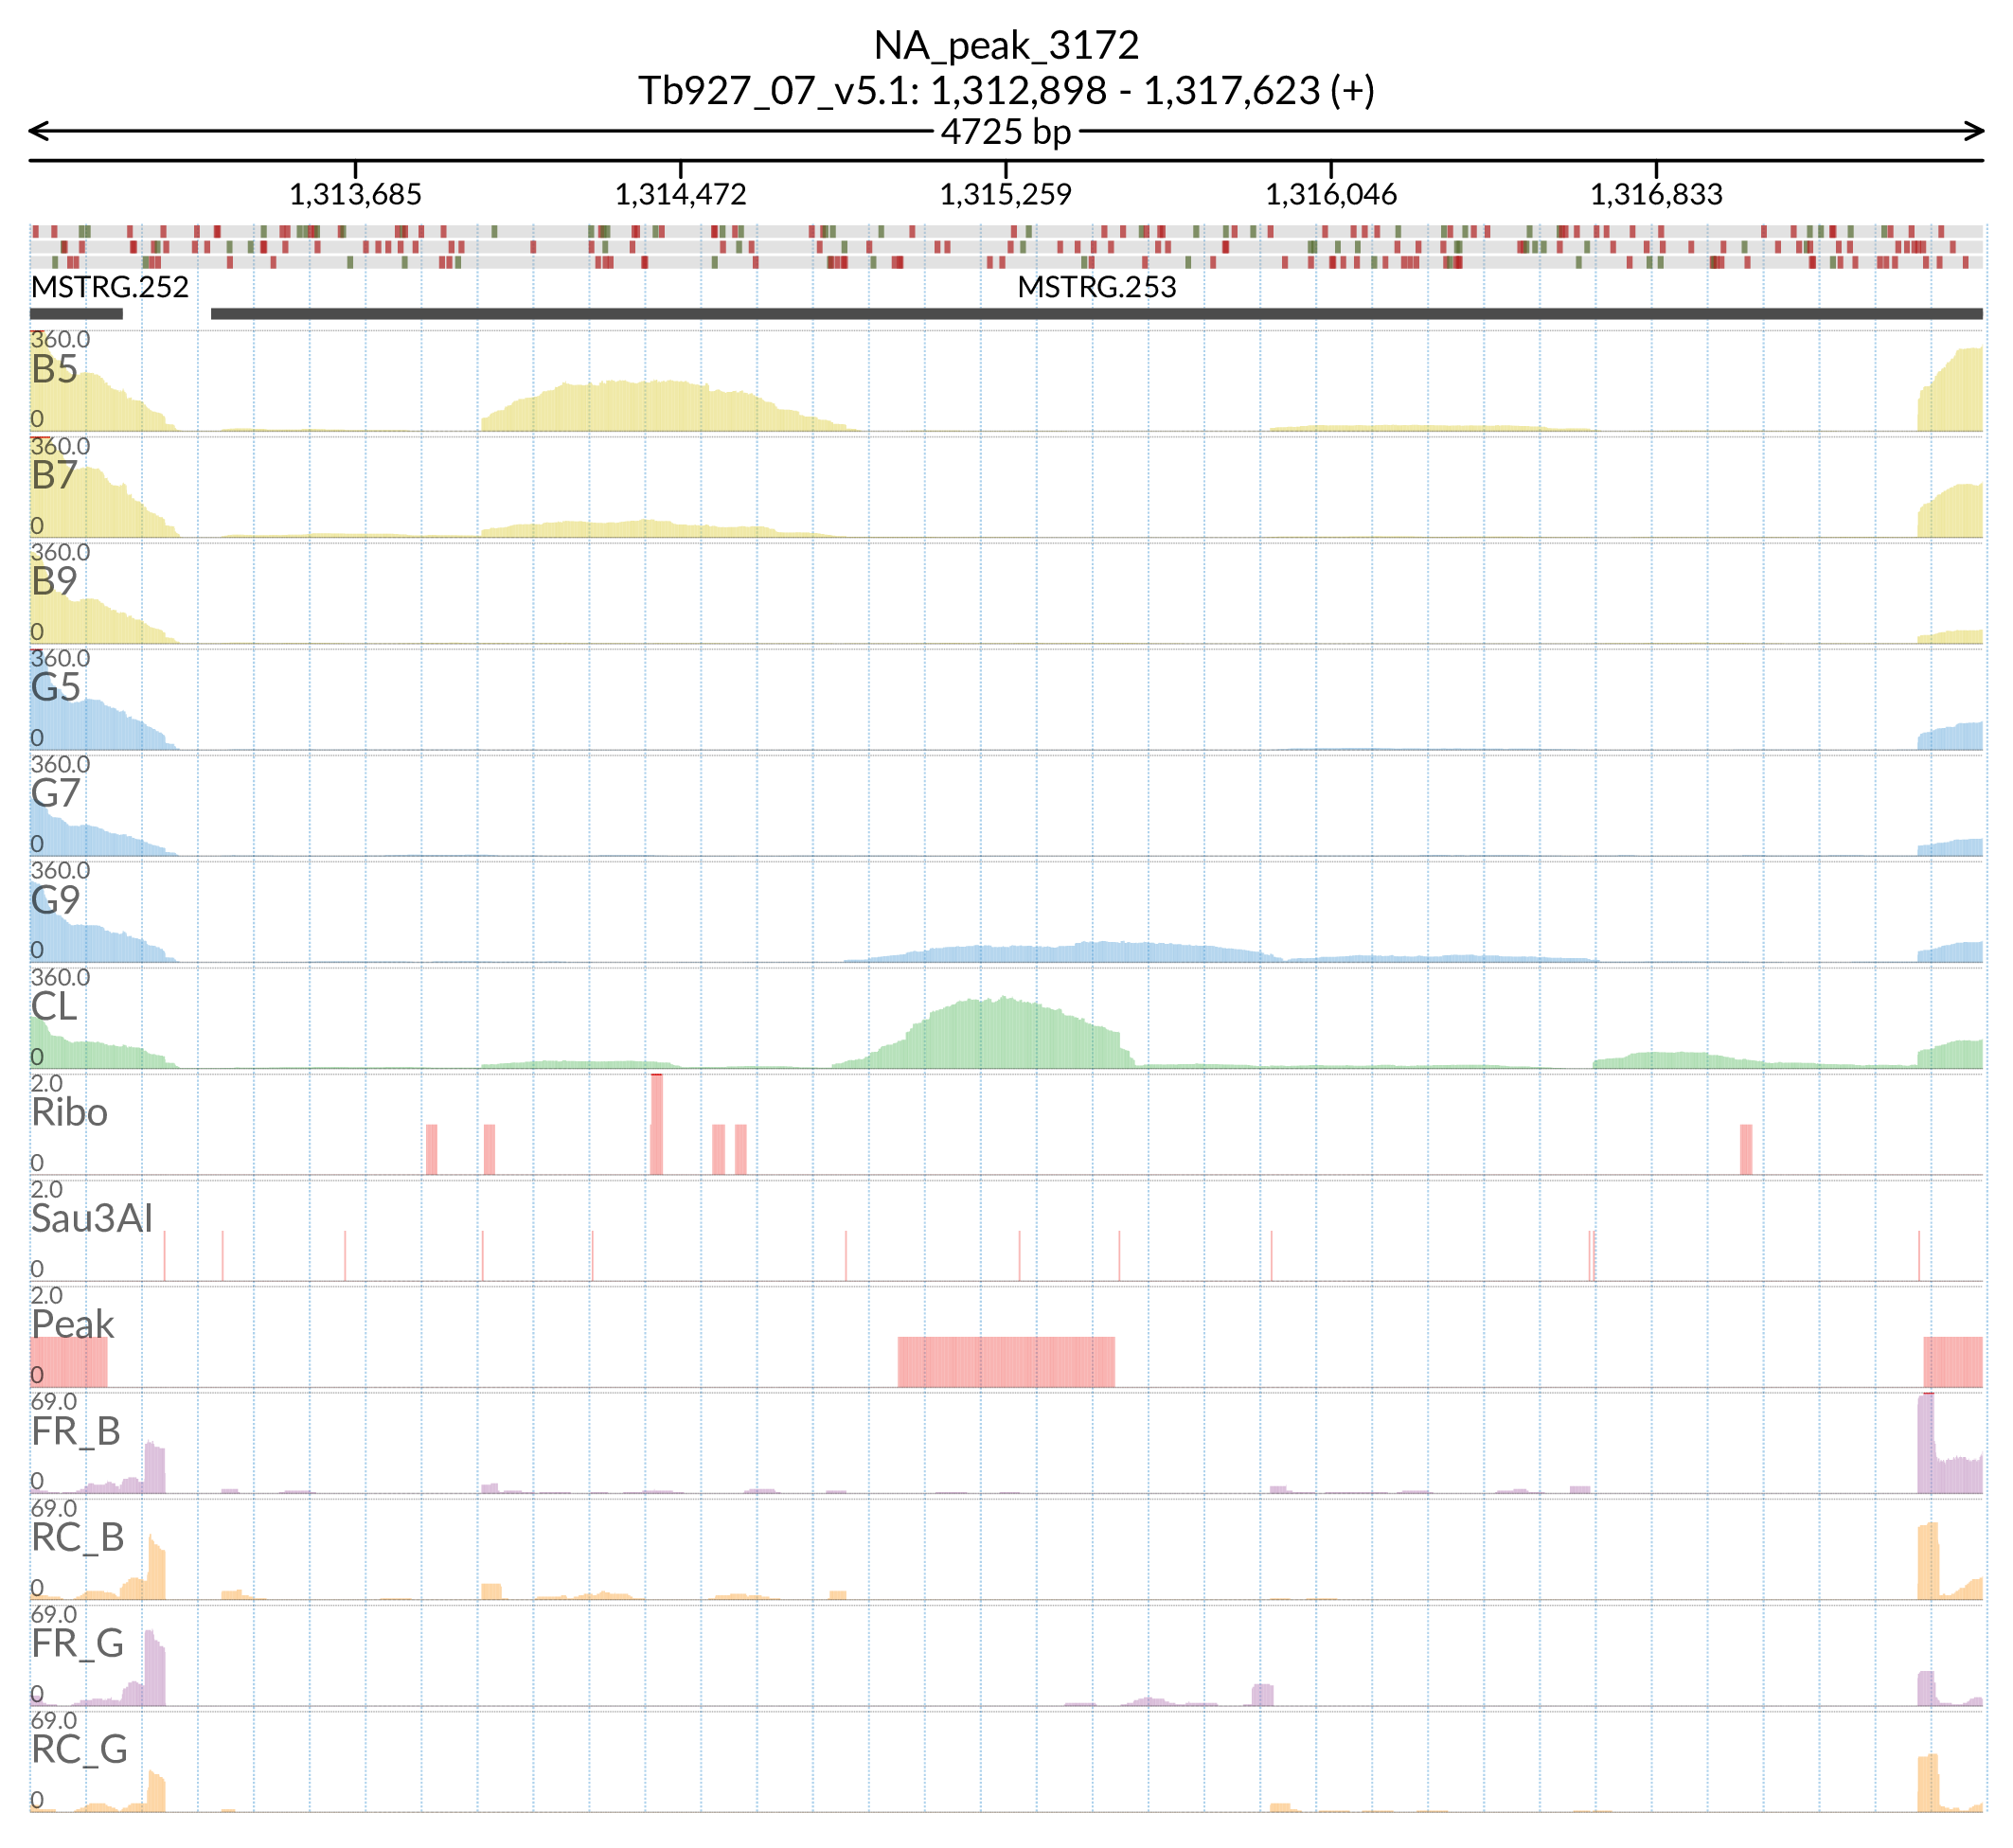 NA_peak_3172
Tb927_07_v5.1: 1,312,898 - 1,317,623 (+)
4725 bp
1,313,685 1,314,472 1,315,259 1,316,046 1,316,833
MSTRG.252 MSTRG.253
360.0
B5
0
360.0
B7
0
360.0
B9
0
360.0
G5
0
360.0
G7
0
360.0
G9
0
360.0
CL
0
2.0
Ribo
0
2.0
Sau3AI
0
2.0
Peak
0
69.0
FR_B
0
69.0
RC_B
0
69.0
FR_G
0
69.0
RC_G
0